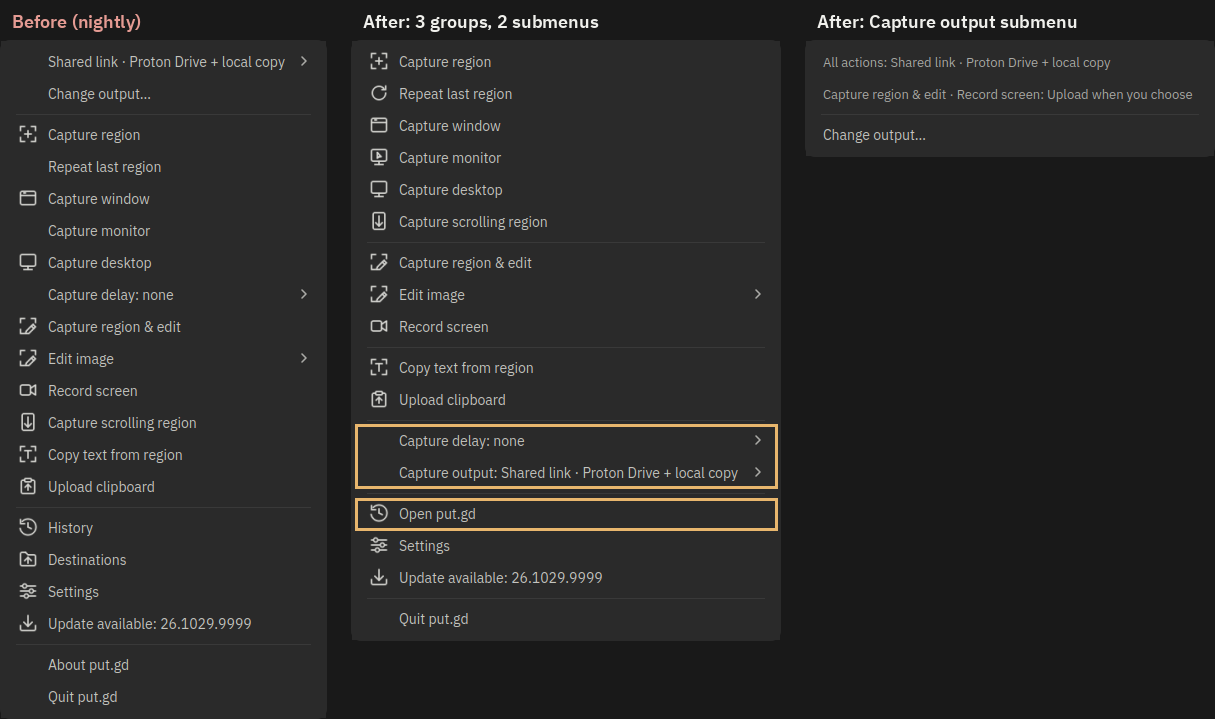 Before (nightly)
Shared link · Proton Drive + local copy
Change output...
Capture region
Repeat last region
Capture window
Capture monitor
Capture desktop
Capture delay: none
Capture region & edit
Edit image
Record screen
Capture scrolling region
Copy text from region
Upload clipboard
History
Destinations
Settings
Update available: 26.1029.9999
About put.gd
Quit put.gd
After: 3 groups, 2 submenus
Capture region
Repeat last region
Capture window
Capture monitor
Capture desktop
Capture scrolling region
Capture region & edit
Edit image
Record screen
Copy text from region
Upload clipboard
Capture delay: none
Capture output: Shared link · Proton Drive + local copy
Open put.gd
Settings
Update available: 26.1029.9999
Quit put.gd
After: Capture output submenu
All actions: Shared link · Proton Drive + local copy
Capture region & edit · Record screen: Upload when you choose
Change output...